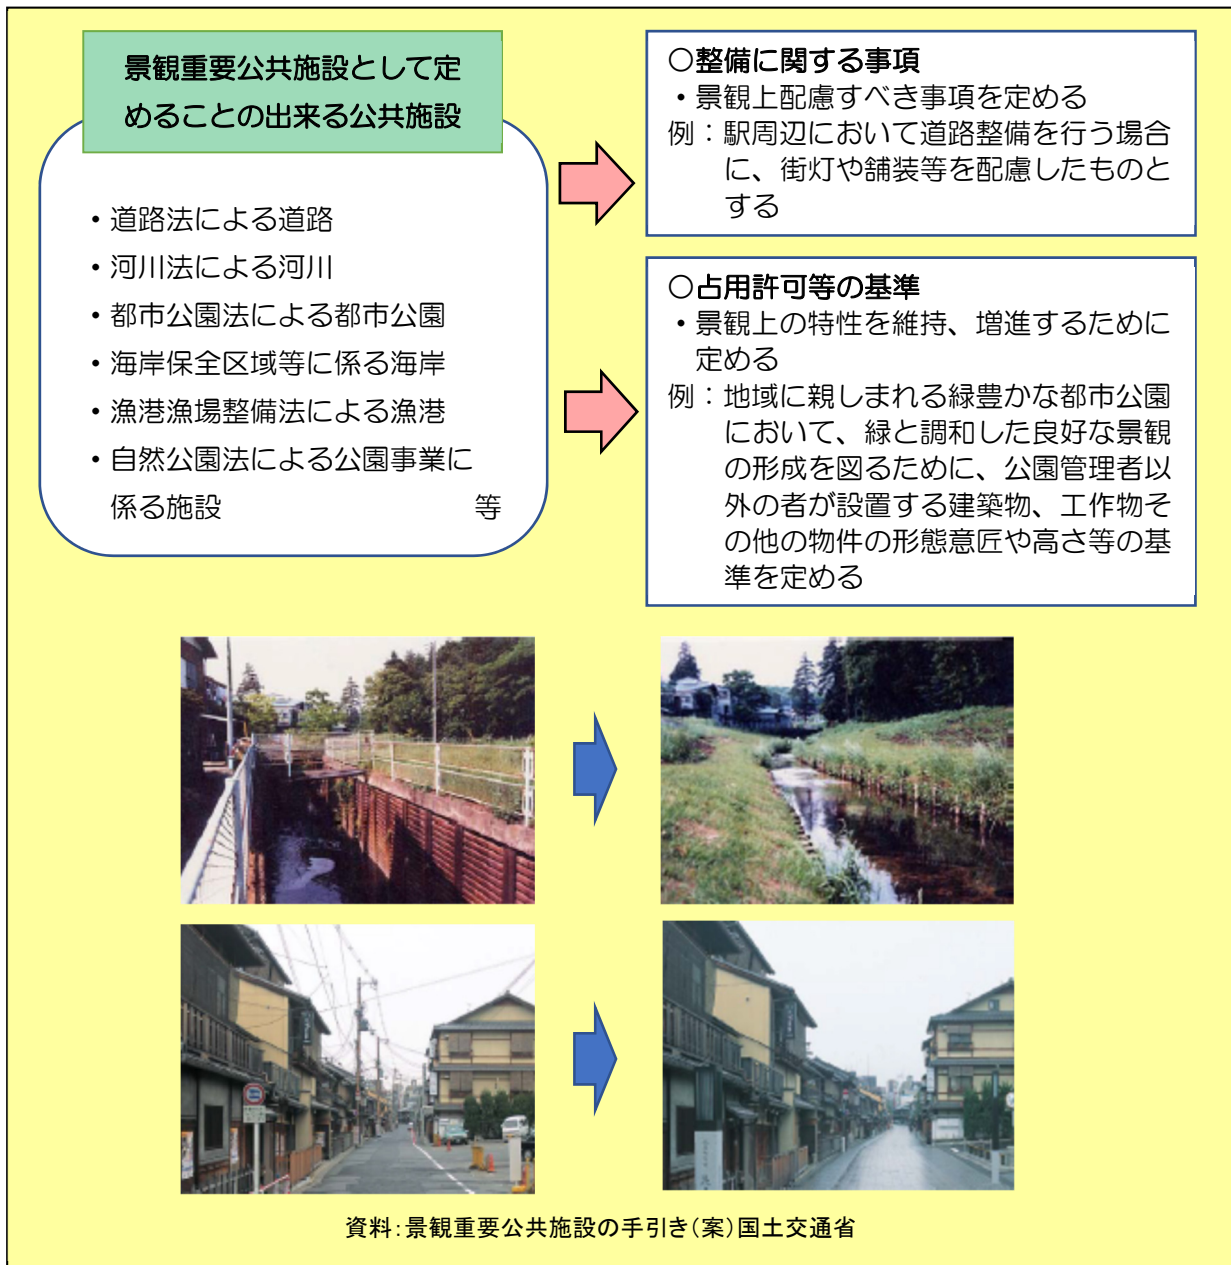 景観重要公共施設として定
めることの出来る公共施設
・道路法による道路
・河川法による河川
・都市公園法による都市公園
・海岸保全区域等に係る海岸
・漁港漁場整備法による漁港
・自然公園法による公園事業に
係る施設 等
○整備に関する事項
・景観上配慮すべき事項を定める
例：駅周辺において道路整備を行う場合
に、街灯や舗装等を配慮したものと
する
○占用許可等の基準
・景観上の特性を維持、増進するために
定める
例：地域に親しまれる緑豊かな都市公園
において、緑と調和した良好な景観
の形成を図るために、公園管理者以
外の者が設置する建築物、工作物そ
の他の物件の形態意匠や高さ等の基
準を定める
資料：景観重要公共施設の手引き（案）国土交通省